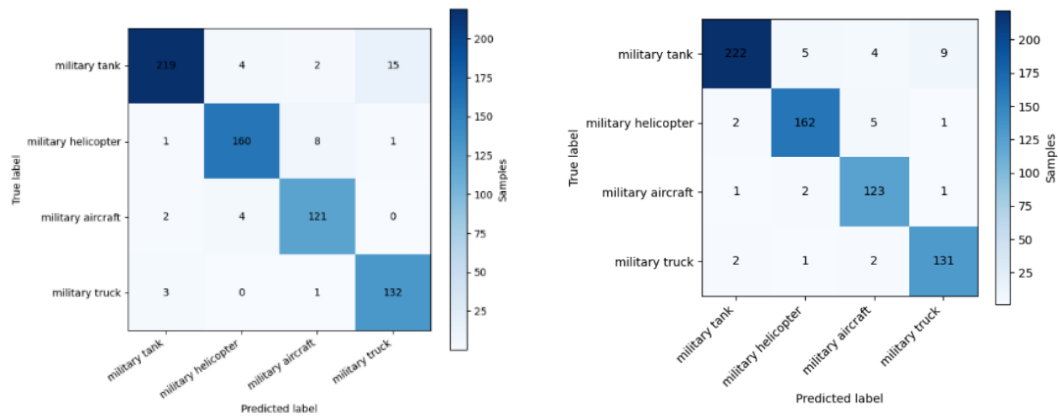 military tank 219 4 2 15
military helicopter 1 160 8 1
military aircraft 2 4 121 0
military truck 3 0 1 132
military tank
military helicopter
military aircraft
military truck
True label
Predicted label
200
175
150
125
100
75
50
25
Samples
military tank 222 5 4 9
military helicopter 2 162 5 1
military aircraft 1 2 123 1
military truck 2 1 2 131
military tank
military helicopter
military aircraft
military truck
True label
Predicted label
200
175
150
125
100
75
50
25
Samples